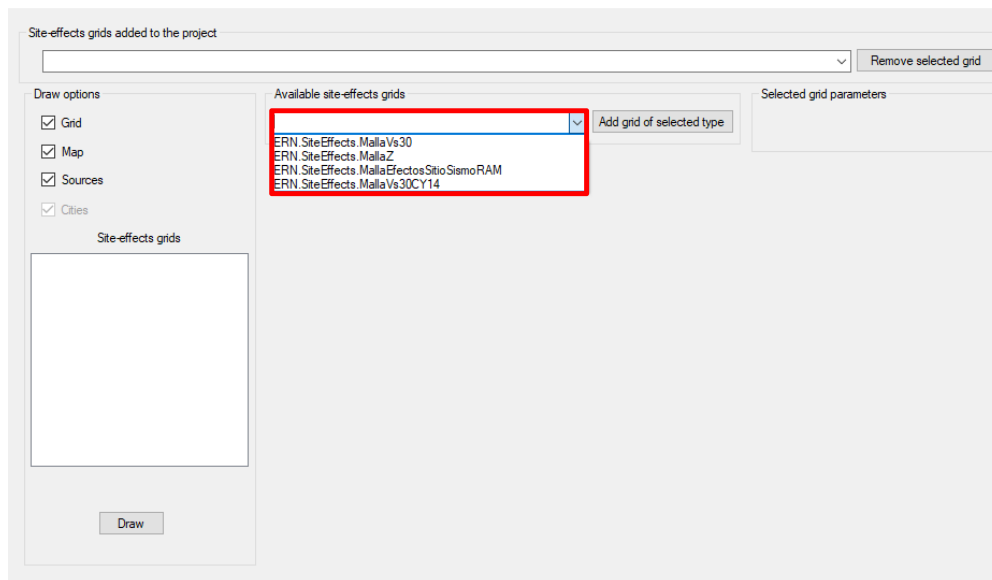 Site-effects grids added to the project
Remove selected grid
Draw options
Grid
Map
Sources
Cities
Site-effects grids
Draw
Available site-effects grids
Add grid of selected type
ERN.SiteEffects.MallaVs30
ERN.SiteEffects.MallaZ
ERN.SiteEffects.MallaEfectosSitioSismoRAM
ERN.SiteEffects.MallaVs30CY14
Selected grid parameters